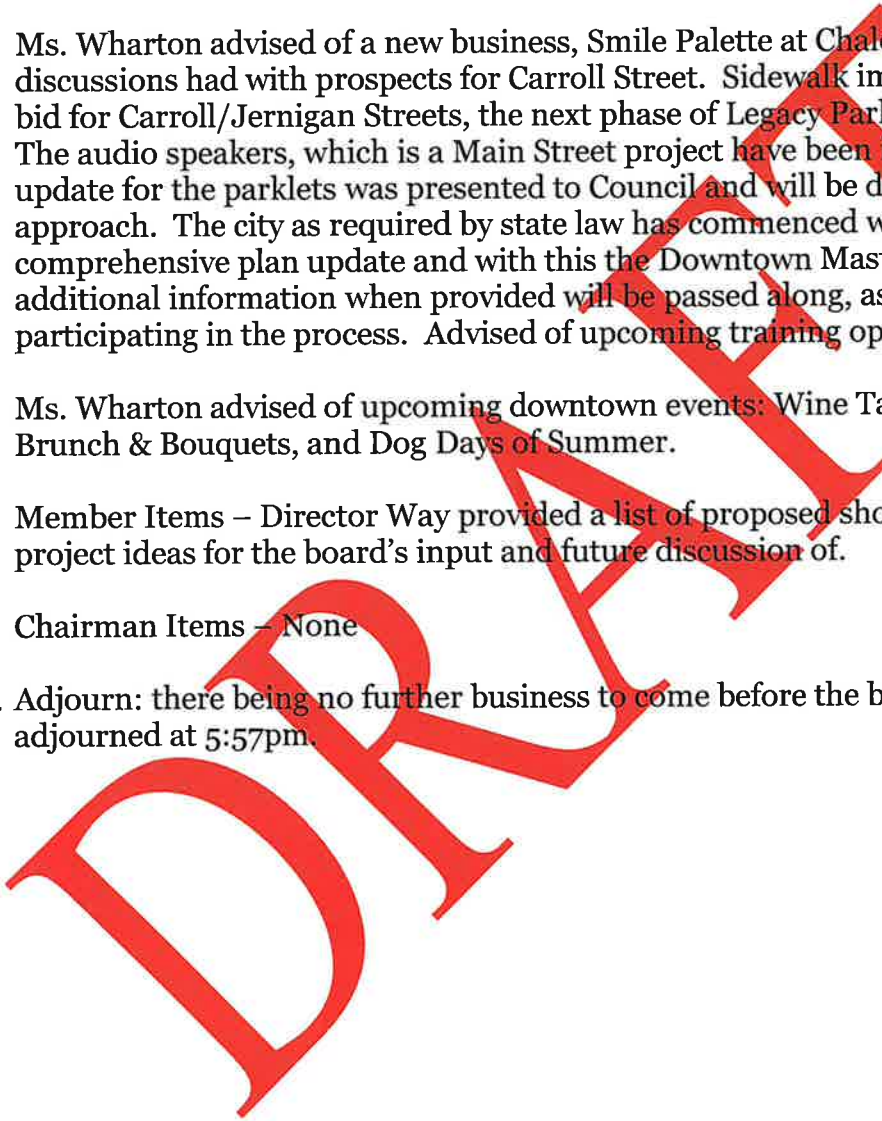 Ms. Wharton advised of a new business, Smile Palette at
discussions had with prospects for Carroll Street. Sidewalk
bid for Carroll/Jernigan Streets, the next phase of Legacy
The audio speakers, which is a Main Street project have been
update for the parklets was presented to Council and will be
approach. The city as required by state law has commenced
comprehensive plan update and with this the Downtown
additional information when provided will be passed along,
participating in the process. Advised of upcoming training
Ms. Wharton advised of upcoming downtown events: Wine
Brunch & Bouquets, and Dog Days of Summer.
Member Items – Director Way provided a list of proposed
project ideas for the board's input and future discussion of.
Chairman Items – None
Adjourn: there being no further business to come before the
adjourned at 5:57pm.
DRAFT